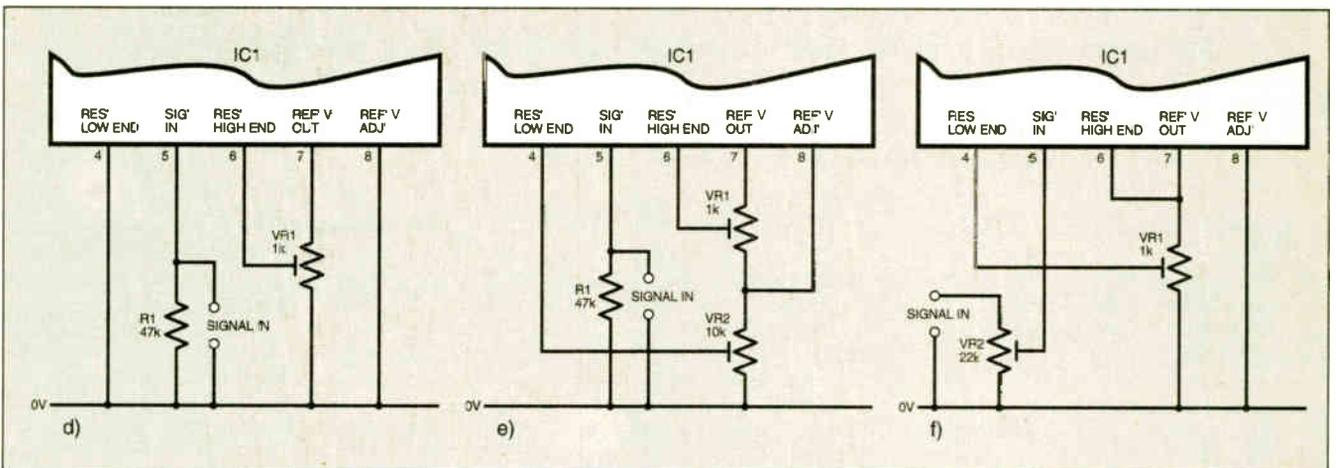 IC1
RES' LOW END
SIG' IN
RES' HIGH END
REF' V OUT
REF' V ADJ'
4 5 6 7 8
VR1 1k
R1 47k
SIGNAL IN
0V
d)
IC1
RES' LOW END
SIG' IN
RES' HIGH END
REF V OUT
REF' V ADJ'
4 5 6 7 8
VR1 1k
R1 47k
SIGNAL IN
VR2 10k
0V
e)
IC1
RES LOW END
SIG' IN
RES' HIGH END
REF' V OUT
REF V ADJ'
4 5 6 7 8
VR1 1k
SIGNAL IN
VR2 22k
0V
f)